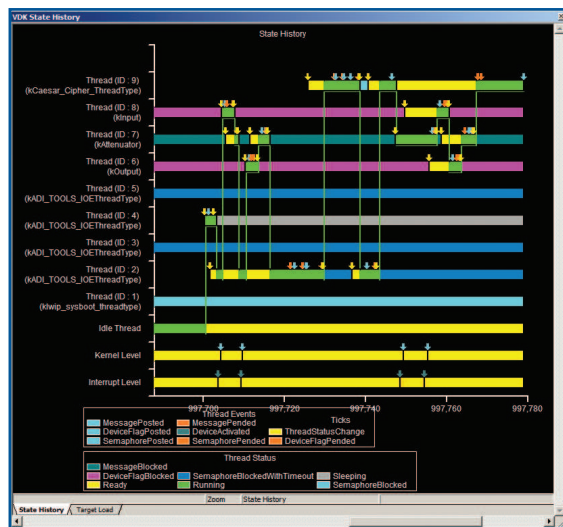 VDK State History
State History
Thread (ID : 9)
(kCaesar_Cipher_ThreadType)
Thread (ID : 8)
(kInput)
Thread (ID : 7)
(kAttenuator)
Thread (ID : 6)
(kOutput)
Thread (ID : 5)
(kADI_TOOLS_IOEThreadType)
Thread (ID : 4)
(kADI_TOOLS_IOEThreadType)
Thread (ID : 3)
(kADI_TOOLS_IOEThreadType)
Thread (ID : 2)
(kADI_TOOLS_IOEThreadType)
Thread (ID : 1)
(klwip_sysboot_threadtype)
Idle Thread
Kernel Level
Interrupt Level
997,700 997,720 997,740 997,760 997,780
Thread Events Ticks
MessagePosted MessagePended
DeviceFlagPosted DeviceActivated ThreadStatusChange
SemaphorePosted SemaphorePended DeviceFlagPended
Thread Status
MessageBlocked
DeviceFlagBlocked SemaphoreBlockedWithTimeout Sleeping
Ready Running SemaphoreBlocked
Zoom State History
State History Target Load